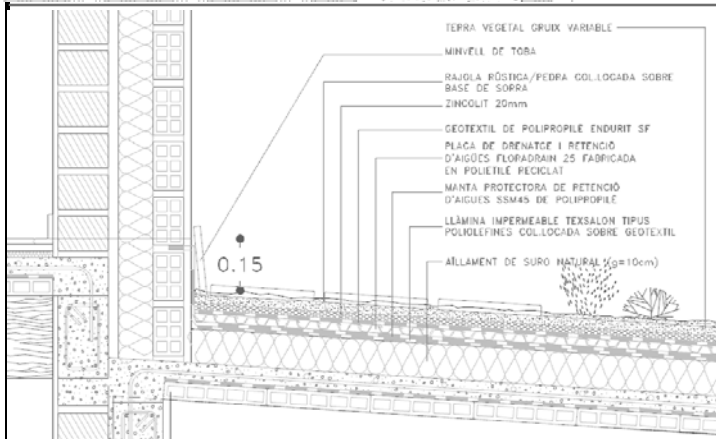 TERRA VEGETAL GRUIX VARIABLE
MINVELL DE TOBA
RAJOLA RÚSTICA/PEDRA COL.LOCADA SOBRE
BASE DE SORRA
ZINCOLIT 20mm
GEOTEXTIL DE POLIPROPILÈ ENDURIT SF
PLACA DE DRENATGE I RETENCIÓ
D'AIGÜES FLORADRAIN 25 FABRICADA
EN POLIETILÈ RECICLAT
MANTA PROTECTORA DE RETENCIÓ
D'AIGUES SSM45 DE POLIPROPILÈ
LLÀMINA IMPERMEABLE TEXSALON TIPUS
POLIOLEFINES COL.LOCADA SOBRE GEOTEXTIL
0.15
AÏLLAMENT DE SURO NATURAL (g=10cm)